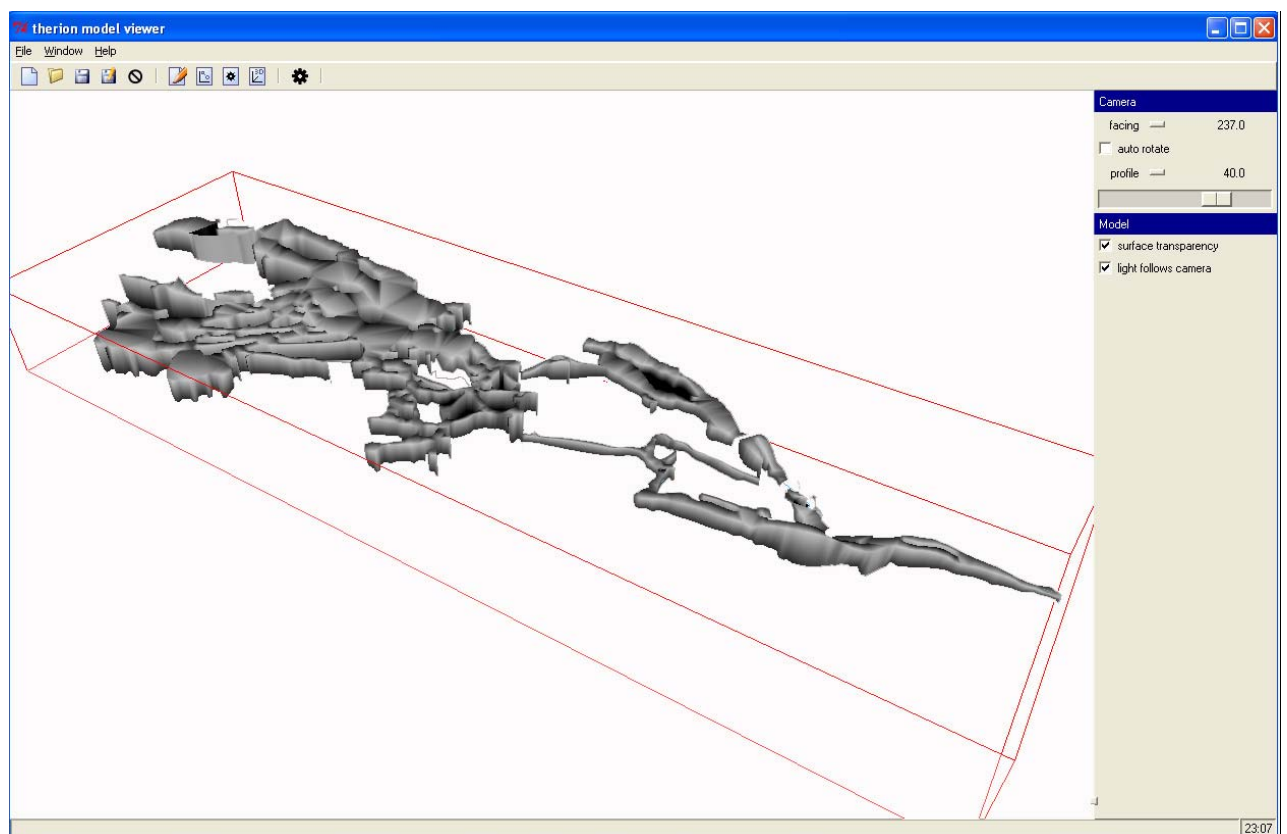 therion model viewer
File Window Help
3D
Camera
facing 237.0
auto rotate
profile 40.0
Model
surface transparency
light follows camera
23:07